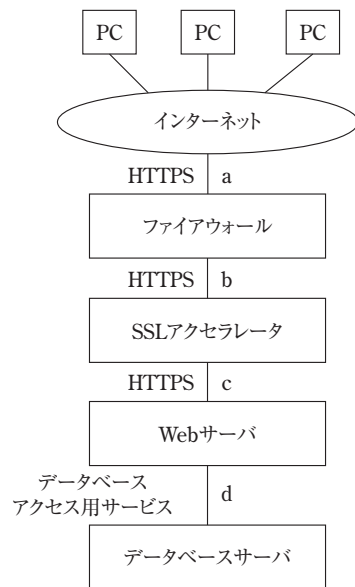 PC PC PC
インターネット
HTTPS a
ファイアウォール
HTTPS b
SSLアクセラレータ
HTTPS c
Webサーバ
データベース
アクセス用サービス d
データベースサーバ